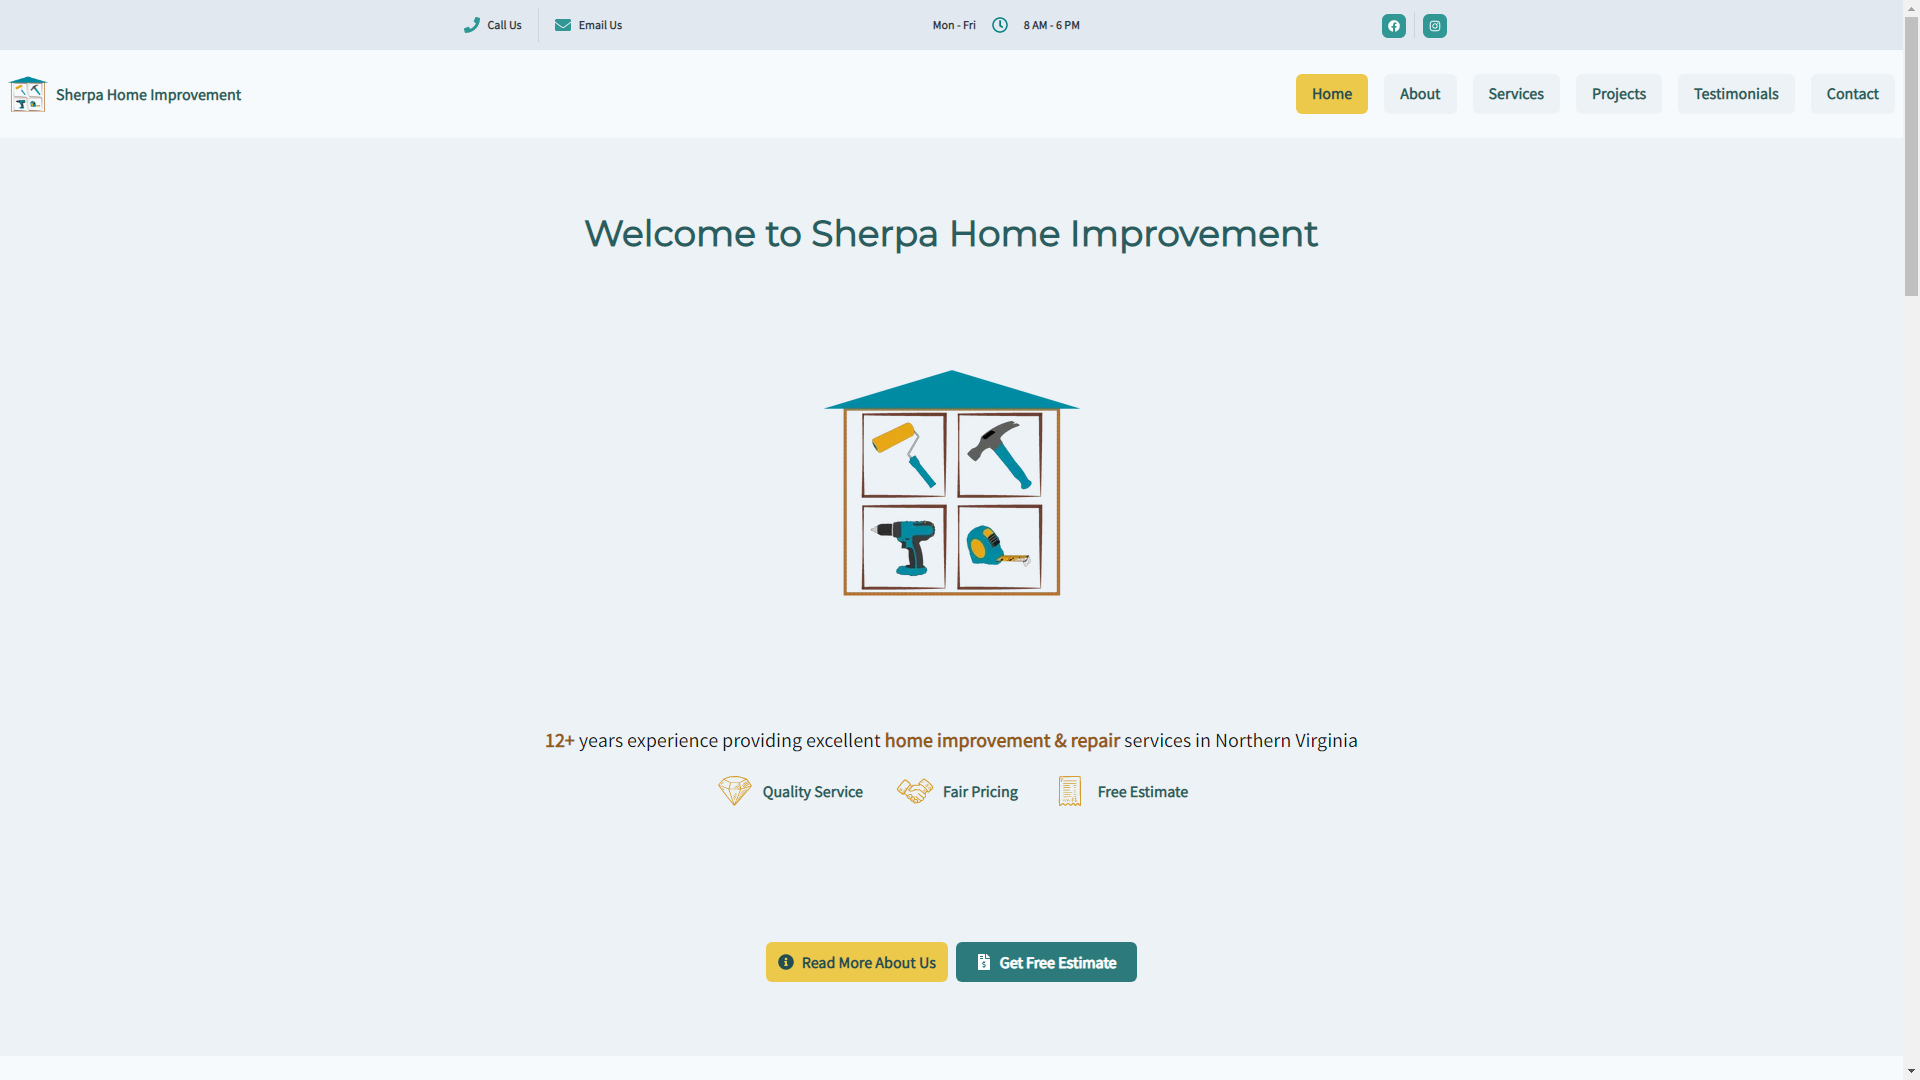 Call Us
Email Us
Mon - Fri
8 AM - 6 PM
Sherpa Home Improvement
Home
About
Services
Projects
Testimonials
Contact
Welcome to Sherpa Home Improvement
12+ years experience providing excellent home improvement & repair services in Northern Virginia
Quality Service
Fair Pricing
Free Estimate
Read More About Us
Get Free Estimate